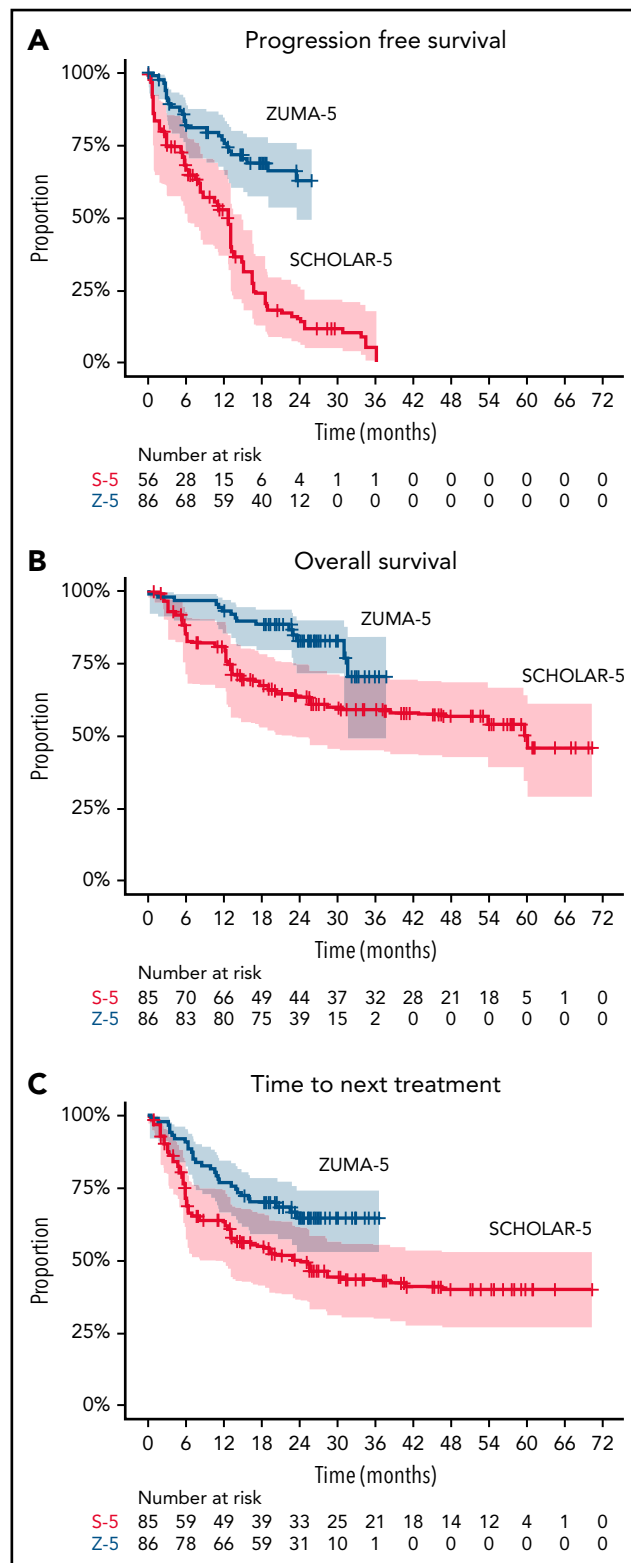 A
Progression free survival
100%
75%
50%
25%
0%
Proportion
ZUMA-5
SCHOLAR-5
0 6 12 18 24 30 36 42 48 54 60 66 72
Time (months)
Number at risk
S-5 56 28 15 6 4 1 1 0 0 0 0 0 0
Z-5 86 68 59 40 12 0 0 0 0 0 0 0 0
B
Overall survival
100%
75%
50%
25%
0%
Proportion
ZUMA-5
SCHOLAR-5
0 6 12 18 24 30 36 42 48 54 60 66 72
Time (months)
Number at risk
S-5 85 70 66 49 44 37 32 28 21 18 5 1 0
Z-5 86 83 80 75 39 15 2 0 0 0 0 0 0
C
Time to next treatment
100%
75%
50%
25%
0%
Proportion
ZUMA-5
SCHOLAR-5
0 6 12 18 24 30 36 42 48 54 60 66 72
Time (months)
Number at risk
S-5 85 59 49 39 33 25 21 18 14 12 4 1 0
Z-5 86 78 66 59 31 10 1 0 0 0 0 0 0